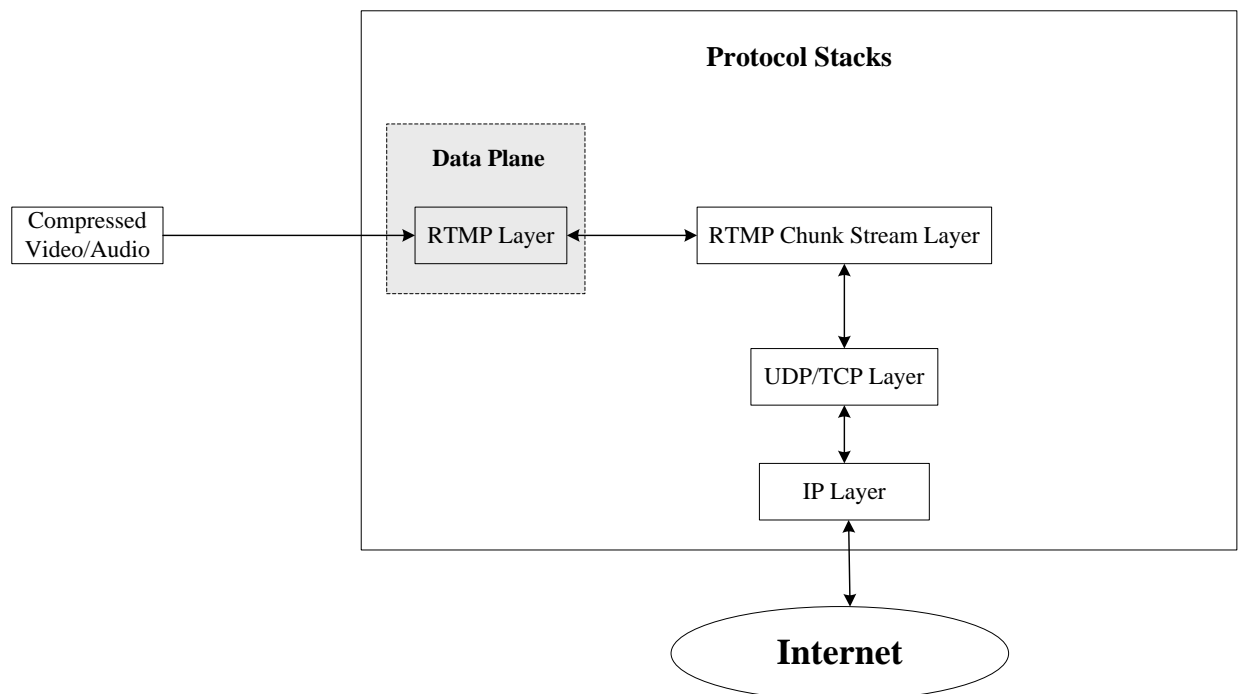 Protocol Stacks
Data Plane
Compressed
Video/Audio
RTMP Layer
RTMP Chunk Stream Layer
UDP/TCP Layer
IP Layer
Internet